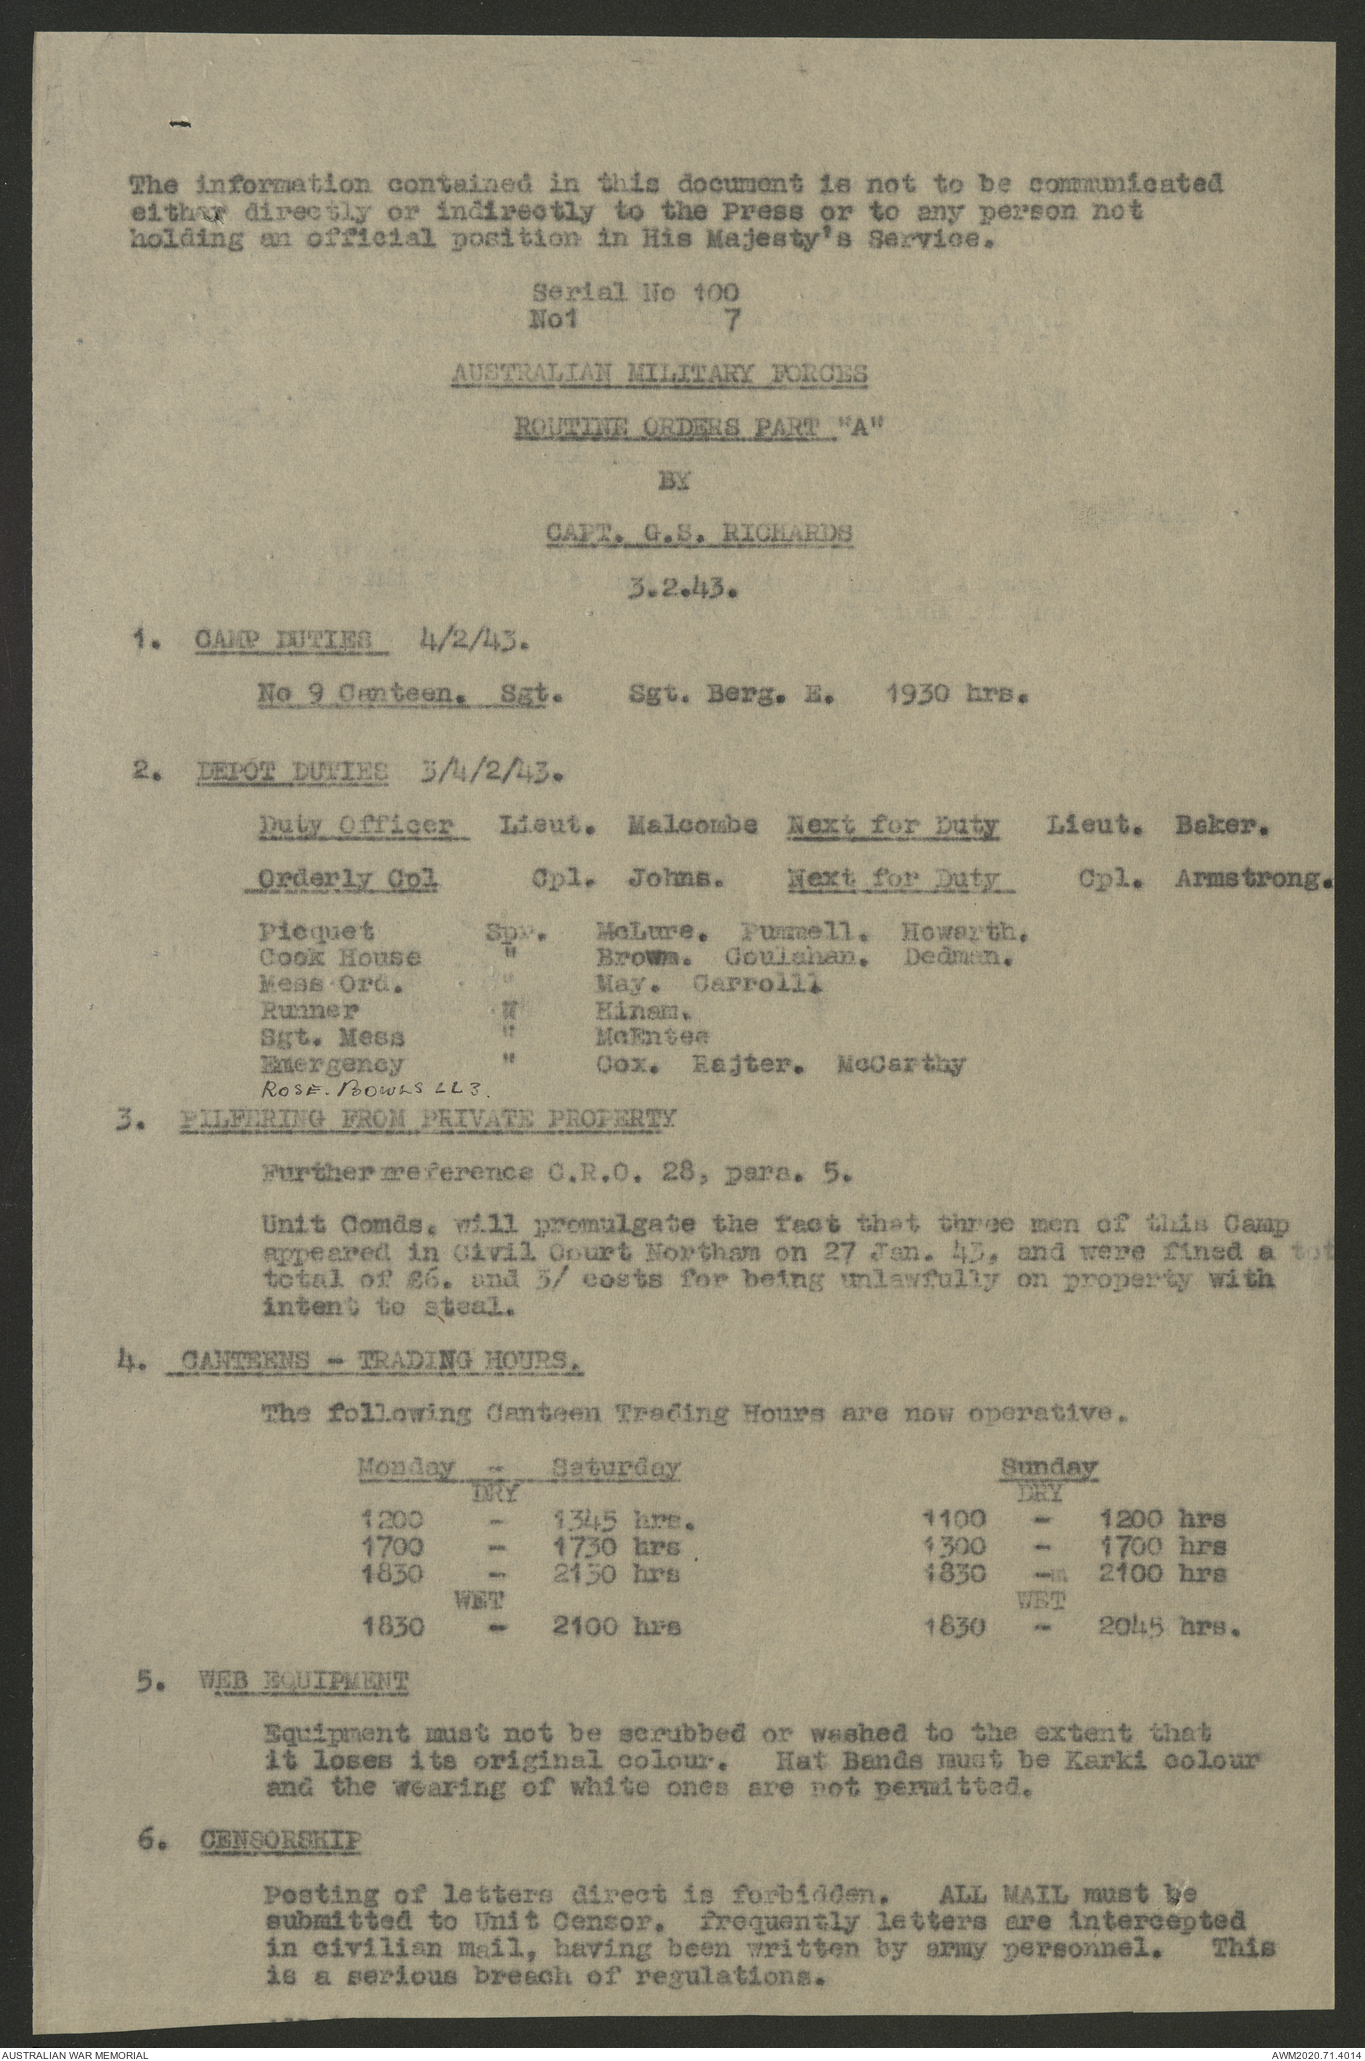 The information contained in this document is not to be communicated
either directly or indirectly to the Press or to any person not
holding an official position in His Majesty's Service.
Serial No 100
No1 7
AUSTRALIAN MILITARY FORCES
ROUTINE ORDERS PART "A"
BY
CAPT. G.S. RICHARDS
3.2.43.
1. CAMP DUTIES 4/2/43.
No 9 Canteen. Sgt. Sgt. Berg. E. 1930 hrs.
2. DEPOT DUTIES 3/4/2/43.
Duty Officer Lieut. Malcombe Next for Duty Lieut. Baker.
Orderly Cpl Cpl. Johns. Next for Duty Cpl. Armstrong.
Picquet Spr. McLure. Pummell. Howarth.
Cook House " Brown. Coulahan. Dedman.
Mess Ord. " May. Carroll.
Runner " Hinam.
Sgt. Mess " McEntee
Emergency " Cox. Rajter. McCarthy
ROSE. BOWLS
3. PILFERING FROM PRIVATE PROPERTY
Further reference C.R.O. 28, para. 5.
Unit Comds. will promulgate the fact that three men of this Camp
appeared in Civil Court Northam on 27 Jan. 43, and were fined a tot
total of £6. and 3/ costs for being unlawfully on property with
intent to steal.
4. CANTEENS - TRADING HOURS.
The following Canteen Trading Hours are now operative.
Monday - Saturday Sunday
DRY DRY
1200 - 1345 hrs. 1100 - 1200 hrs
1700 - 1730 hrs 1300 - 1700 hrs
1830 - 2130 hrs 1830 - 2100 hrs
WET WET
1830 - 2100 hrs 1830 - 2045 hrs.
5. WEB EQUIPMENT
Equipment must not be scrubbed or washed to the extent that
it loses its original colour. Hat Bands must be Karki colour
and the wearing of white ones are not permitted.
6. CENSORSHIP
Posting of letters direct is forbidden. ALL MAIL must be
submitted to Unit Censor. frequently letters are intercepted
in civilian mail, having been written by army personnel. This
is a serious breach of regulations.
AUSTRALIAN WAR MEMORIAL
AWM2020.71.4014